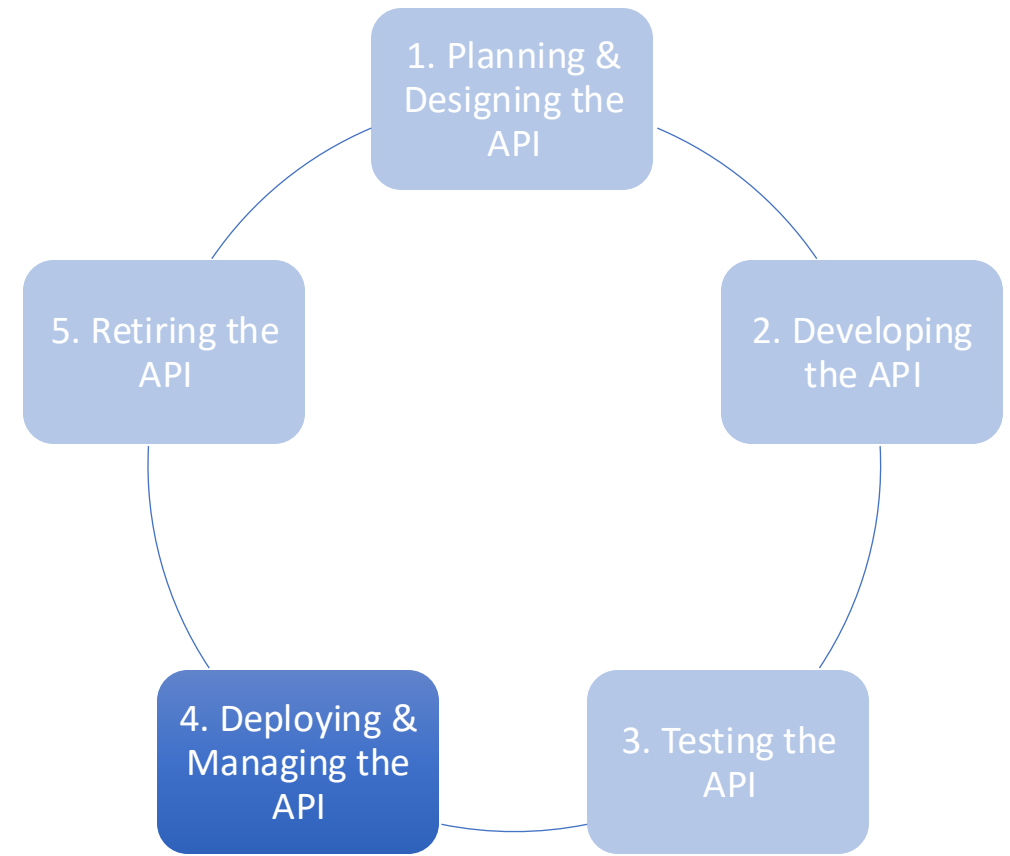 1. Planning &
Designing the
API
2. Developing
the API
3. Testing the
API
4. Deploying &
Managing the
API
5. Retiring the
API